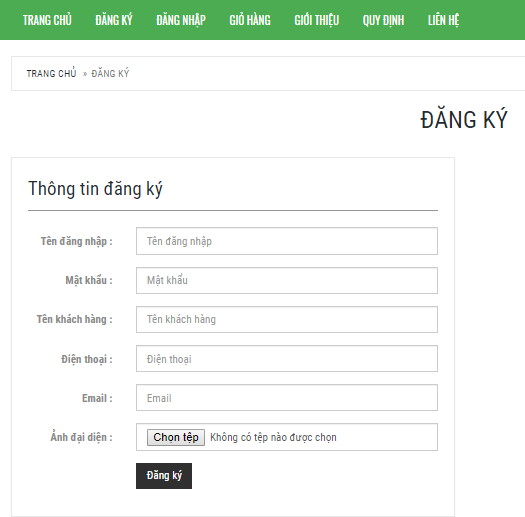 TRANG CHỦ ĐĂNG KÝ ĐĂNG NHẬP GIỎ HÀNG GIỚI THIỆU QUY ĐỊNH LIÊN HỆ
TRANG CHỦ » ĐĂNG KÝ
ĐĂNG KÝ
Thông tin đăng ký
Tên đăng nhập : Tên đăng nhập
Mật khẩu : Mật khẩu
Tên khách hàng : Tên khách hàng
Điện thoại : Điện thoại
Email : Email
Ảnh đại diện : Chọn tệp Không có tệp nào được chọn
Đăng ký